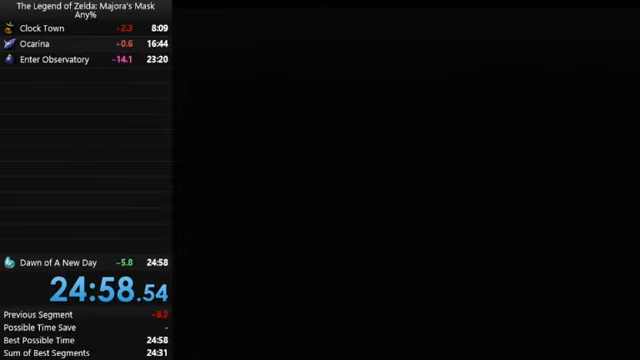 The Legend of Zelda: Majora's Mask
Any%
Clock Town -2.3 8:09
Ocarina +0.6 16:44
Enter Observatory -14.1 23:20
Dawn of A New Day -5.8 24:58
24:58.54
Previous Segment
Possible Time Save -
Best Possible Time 24:58
Sum of Best Segments 24:31